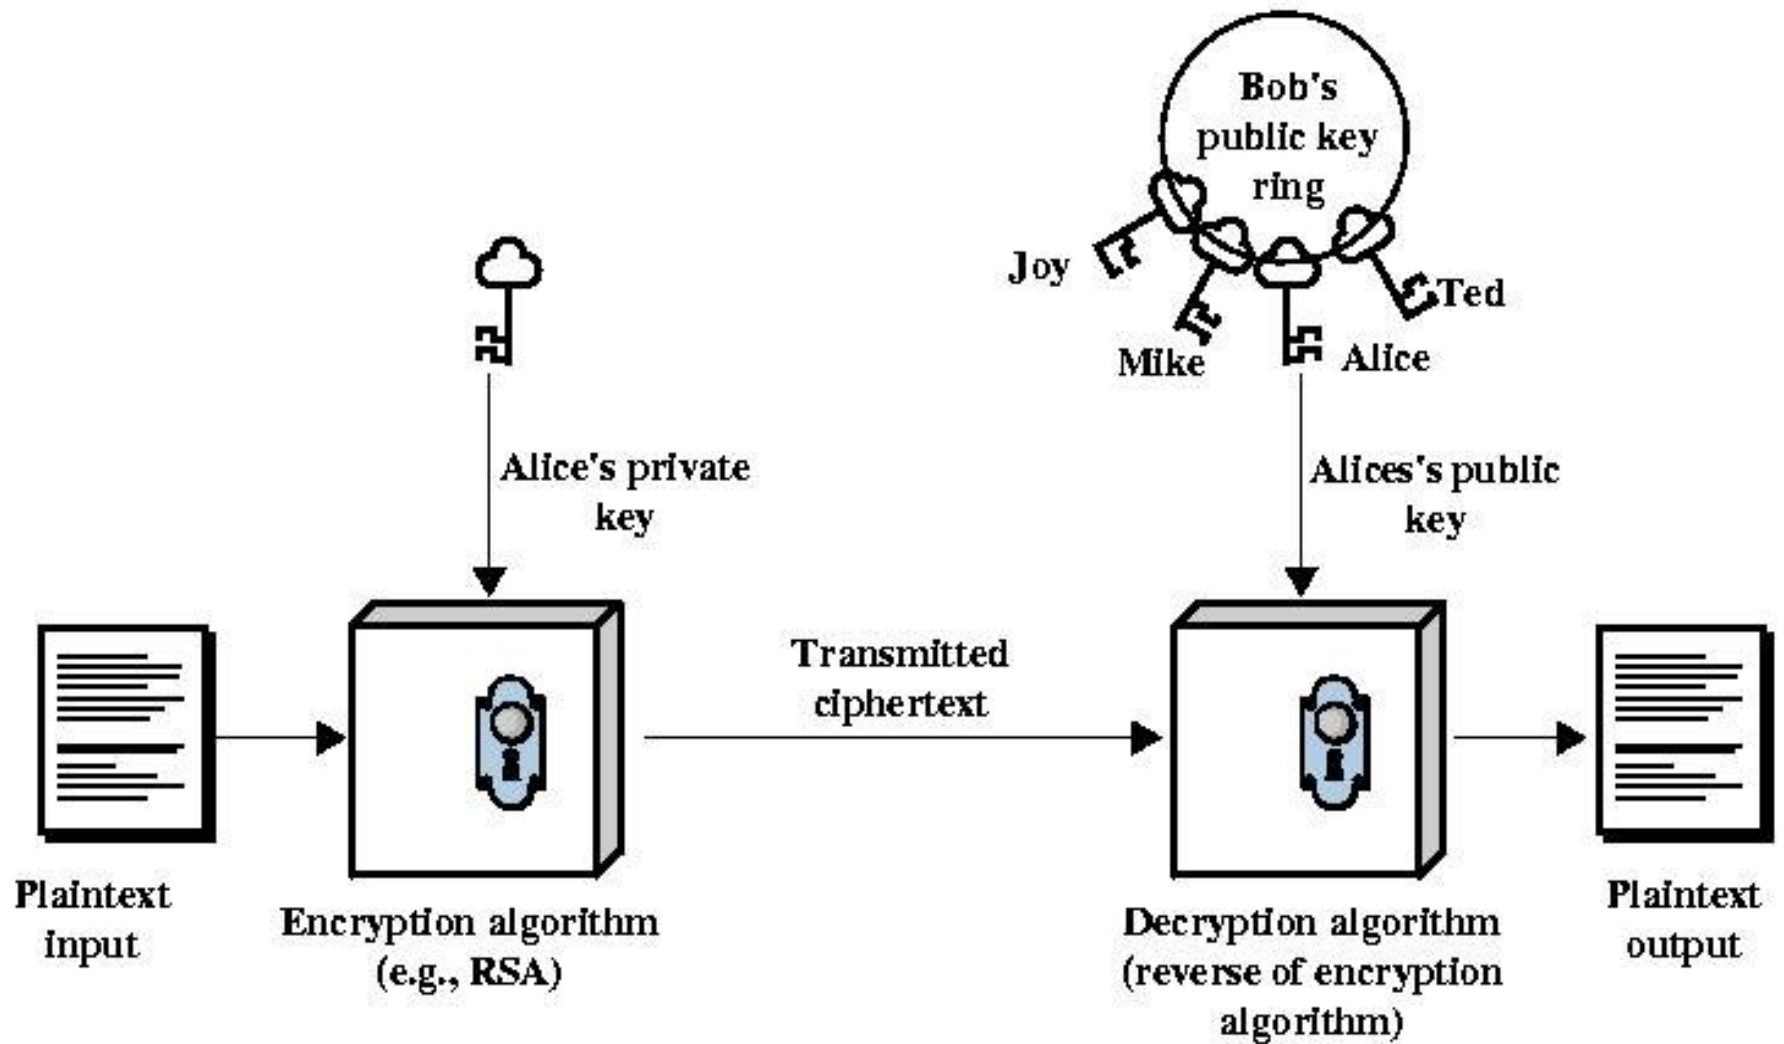 Bob's
public key
ring
Joy
Ted
Mike
Alice
Alice's private
key
Alices's public
key
Transmitted
ciphertext
Plaintext
input
Encryption algorithm
(e.g., RSA)
Decryption algorithm
(reverse of encryption
algorithm)
Plaintext
output